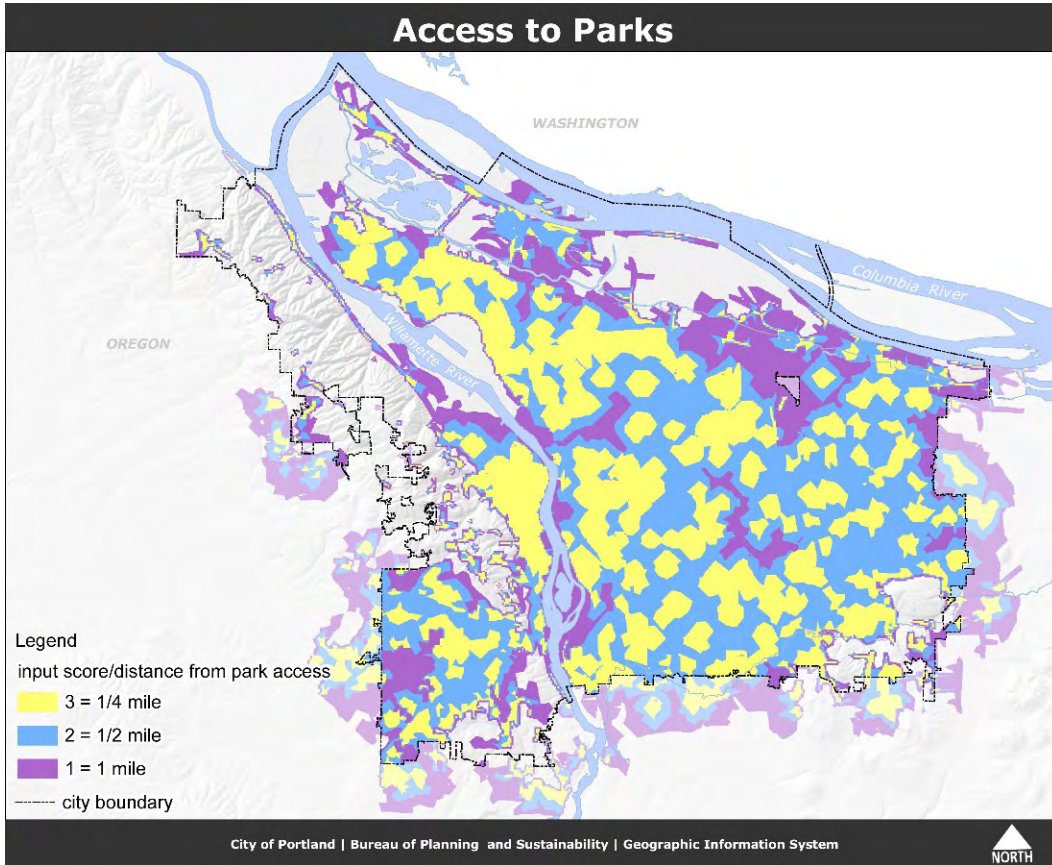 Access to Parks
WASHINGTON
Columbia River
OREGON
Willamette River
Legend
input score/distance from park access
3 = 1/4 mile
2 = 1/2 mile
1 = 1 mile
city boundary
City of Portland | Bureau of Planning and Sustainability | Geographic Information System
NORTH